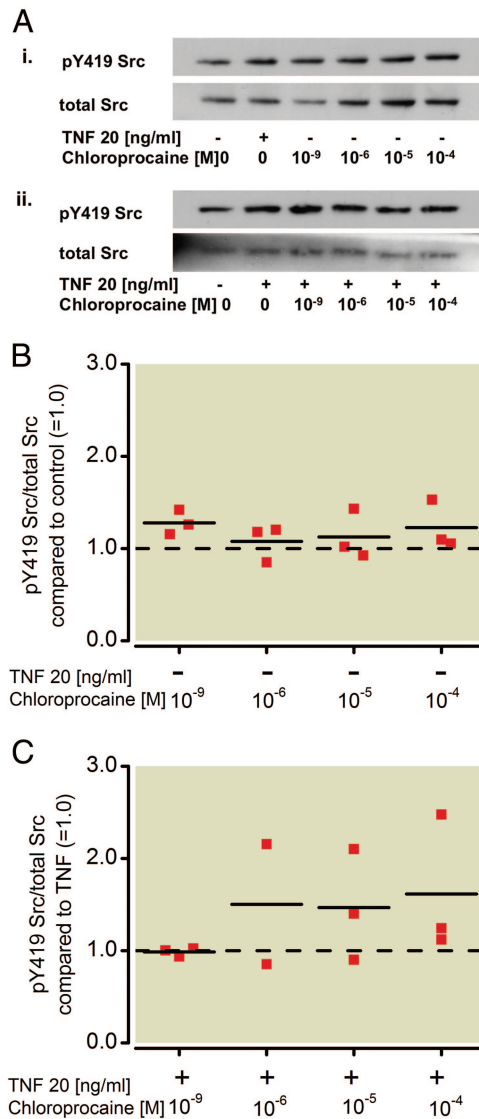 A
i.
pY419 Src
total Src
TNF 20 [ng/ml] - + - - - -
Chloroprocaine [M] 0 0 10⁻⁹ 10⁻⁶ 10⁻⁵ 10⁻⁴
ii.
pY419 Src
total Src
TNF 20 [ng/ml] - + + + + +
Chloroprocaine [M] 0 0 10⁻⁹ 10⁻⁶ 10⁻⁵ 10⁻⁴
B
pY419 Src/total Src
compared to control (=1.0)
3.0
2.0
1.0
0.0
TNF 20 [ng/ml] - - - -
Chloroprocaine [M] 10⁻⁹ 10⁻⁶ 10⁻⁵ 10⁻⁴
C
pY419 Src/total Src
compared to TNF (=1.0)
3.0
2.0
1.0
0.0
TNF 20 [ng/ml] + + + +
Chloroprocaine [M] 10⁻⁹ 10⁻⁶ 10⁻⁵ 10⁻⁴